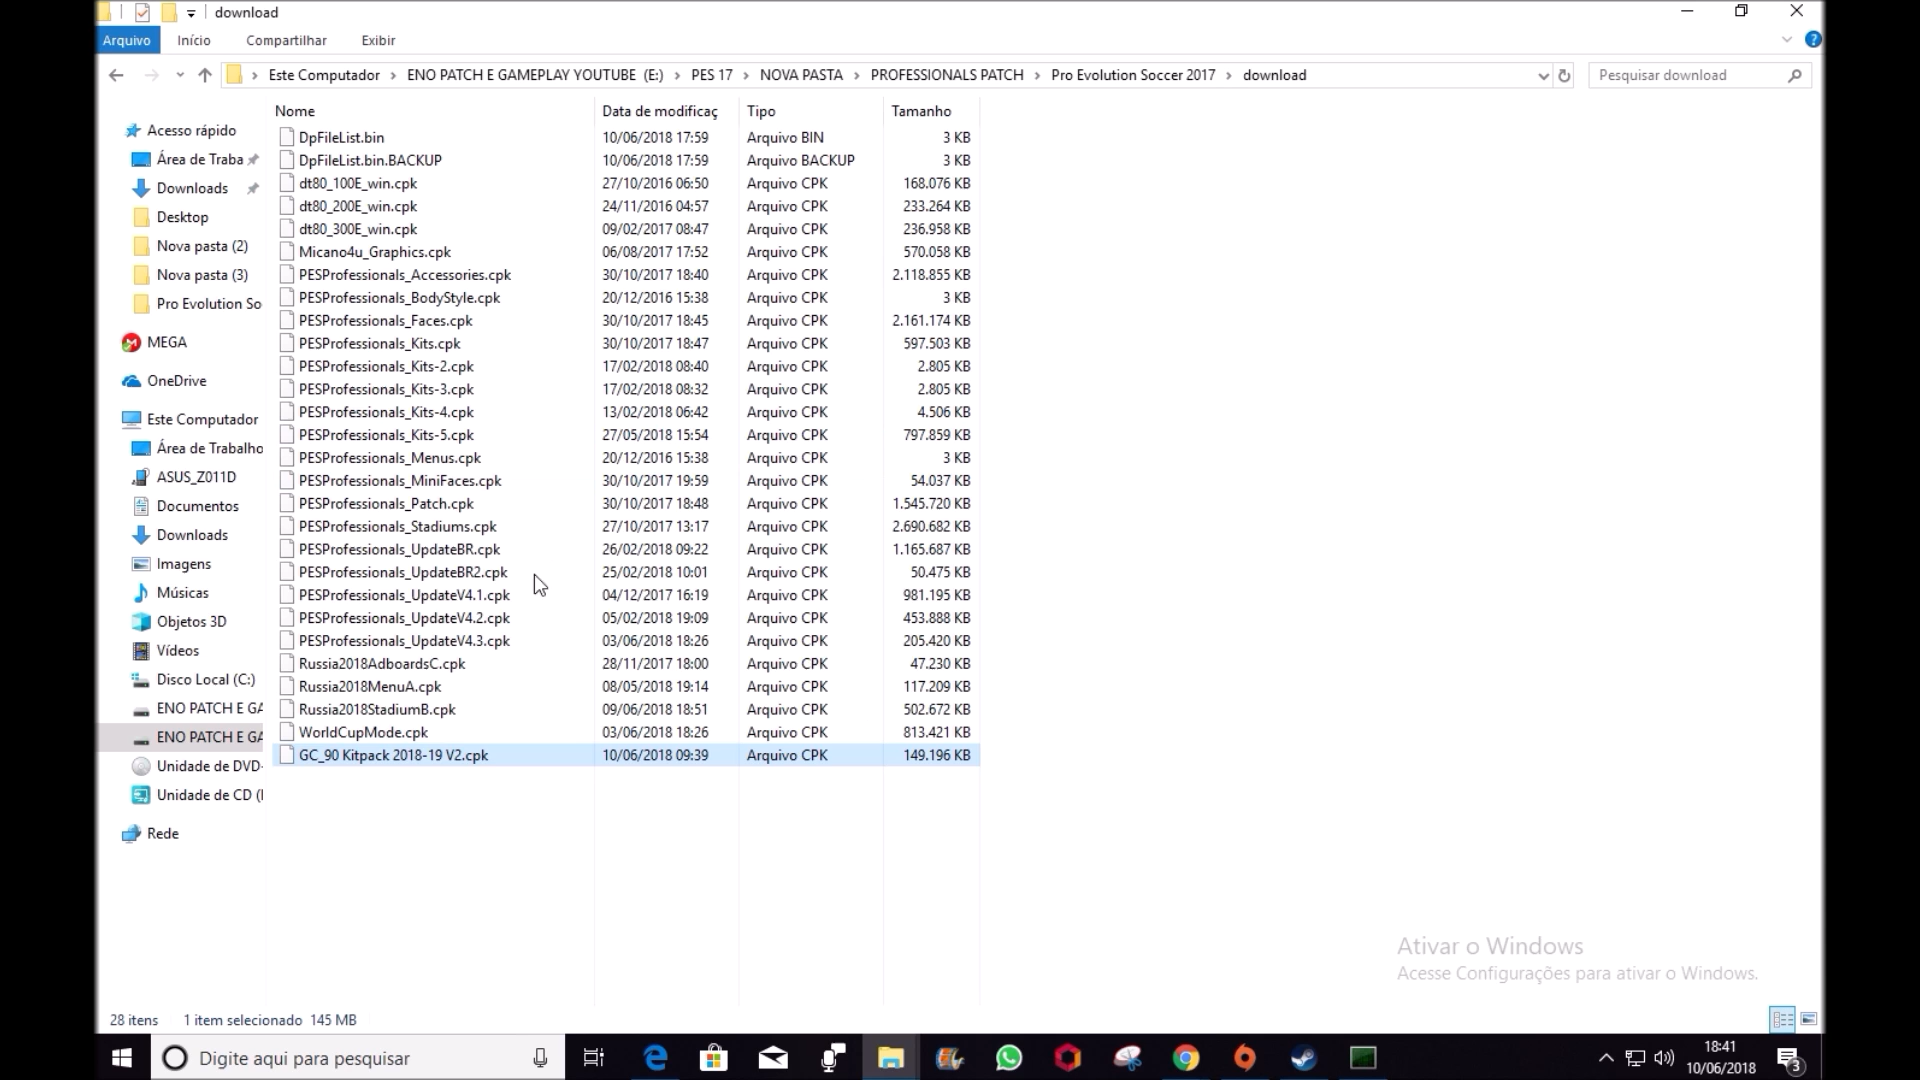 download
Arquivo Início Compartilhar Exibir
Este Computador › ENO PATCH E GAMEPLAY YOUTUBE (E:) › PES 17 › NOVA PASTA › PROFESSIONALS PATCH › Pro Evolution Soccer 2017 › download
Pesquisar download
Nome Data de modificaç Tipo Tamanho
DpFileList.bin 10/06/2018 17:59 Arquivo BIN 3 KB
DpFileList.bin.BACKUP 10/06/2018 17:59 Arquivo BACKUP 3 KB
dt80_100E_win.cpk 27/10/2016 06:50 Arquivo CPK 168.076 KB
dt80_200E_win.cpk 24/11/2016 04:57 Arquivo CPK 233.264 KB
dt80_300E_win.cpk 09/02/2017 08:47 Arquivo CPK 236.958 KB
Micano4u_Graphics.cpk 06/08/2017 17:52 Arquivo CPK 570.058 KB
PESProfessionals_Accessories.cpk 30/10/2017 18:40 Arquivo CPK 2.118.855 KB
PESProfessionals_BodyStyle.cpk 20/12/2016 15:38 Arquivo CPK 3 KB
PESProfessionals_Faces.cpk 30/10/2017 18:45 Arquivo CPK 2.161.174 KB
PESProfessionals_Kits.cpk 30/10/2017 18:47 Arquivo CPK 597.503 KB
PESProfessionals_Kits-2.cpk 17/02/2018 08:40 Arquivo CPK 2.805 KB
PESProfessionals_Kits-3.cpk 17/02/2018 08:32 Arquivo CPK 2.805 KB
PESProfessionals_Kits-4.cpk 13/02/2018 06:42 Arquivo CPK 4.506 KB
PESProfessionals_Kits-5.cpk 27/05/2018 15:54 Arquivo CPK 797.859 KB
PESProfessionals_Menus.cpk 20/12/2016 15:38 Arquivo CPK 3 KB
PESProfessionals_MiniFaces.cpk 30/10/2017 19:59 Arquivo CPK 54.037 KB
PESProfessionals_Patch.cpk 30/10/2017 18:48 Arquivo CPK 1.545.720 KB
PESProfessionals_Stadiums.cpk 27/10/2017 13:17 Arquivo CPK 2.690.682 KB
PESProfessionals_UpdateBR.cpk 26/02/2018 09:22 Arquivo CPK 1.165.687 KB
PESProfessionals_UpdateBR2.cpk 25/02/2018 10:01 Arquivo CPK 50.475 KB
PESProfessionals_UpdateV4.1.cpk 04/12/2017 16:19 Arquivo CPK 981.195 KB
PESProfessionals_UpdateV4.2.cpk 05/02/2018 19:09 Arquivo CPK 453.888 KB
PESProfessionals_UpdateV4.3.cpk 03/06/2018 18:26 Arquivo CPK 205.420 KB
Russia2018AdboardsC.cpk 28/11/2017 18:00 Arquivo CPK 47.230 KB
Russia2018MenuA.cpk 08/05/2018 19:14 Arquivo CPK 117.209 KB
Russia2018StadiumB.cpk 09/06/2018 18:51 Arquivo CPK 502.672 KB
WorldCupMode.cpk 03/06/2018 18:26 Arquivo CPK 813.421 KB
GC_90 Kitpack 2018-19 V2.cpk 10/06/2018 09:39 Arquivo CPK 149.196 KB
Acesso rápido
Área de Traba
Downloads
Desktop
Nova pasta (2)
Nova pasta (3)
Pro Evolution So
MEGA
OneDrive
Este Computador
Área de Trabalho
ASUS_Z011D
Documentos
Downloads
Imagens
Músicas
Objetos 3D
Vídeos
Disco Local (C:)
ENO PATCH E GA
ENO PATCH E GA
Unidade de DVD-
Unidade de CD (
Rede
Ativar o Windows
Acesse Configurações para ativar o Windows.
28 itens 1 item selecionado 145 MB
Digite aqui para pesquisar
18:41
10/06/2018
3